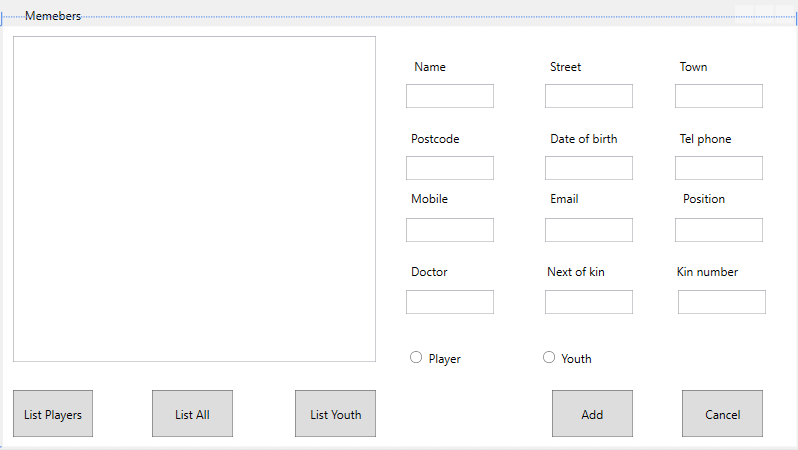 Memebers
Name Street Town
Postcode Date of birth Tel phone
Mobile Email Position
Doctor Next of kin Kin number
Player Youth
List Players List All List Youth Add Cancel